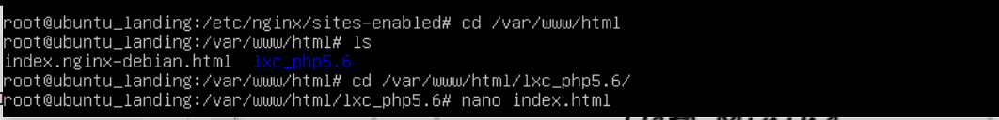 root@ubuntu_landing:/etc/nginx/sites-enabled# cd /var/www/html
root@ubuntu_landing:/var/www/html# ls
index.nginx-debian.html  lxc_php5.6
root@ubuntu_landing:/var/www/html# cd /var/www/html/lxc_php5.6/
root@ubuntu_landing:/var/www/html/lxc_php5.6# nano index.html